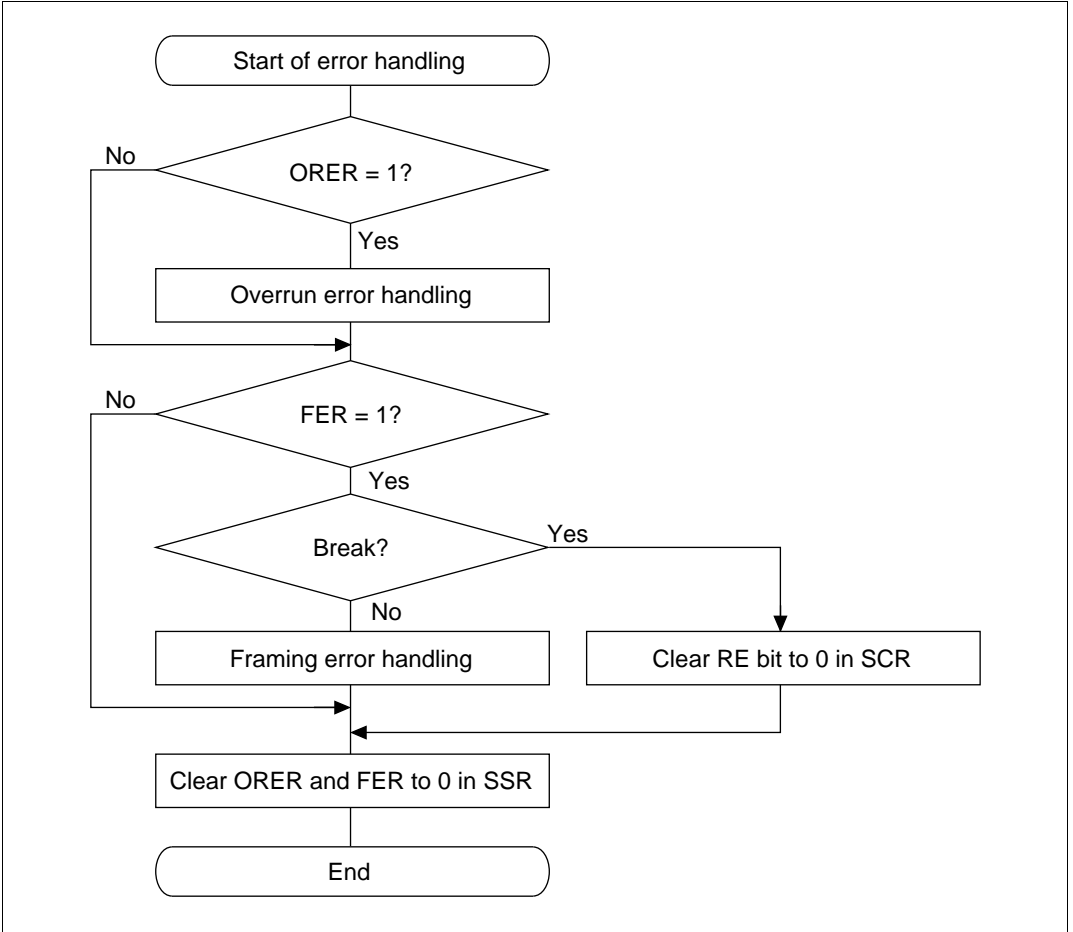 Start of error handling
No
ORER = 1?
Yes
Overrun error handling
No
FER = 1?
Yes
Break?
Yes
No
Framing error handling
Clear RE bit to 0 in SCR
Clear ORER and FER to 0 in SSR
End